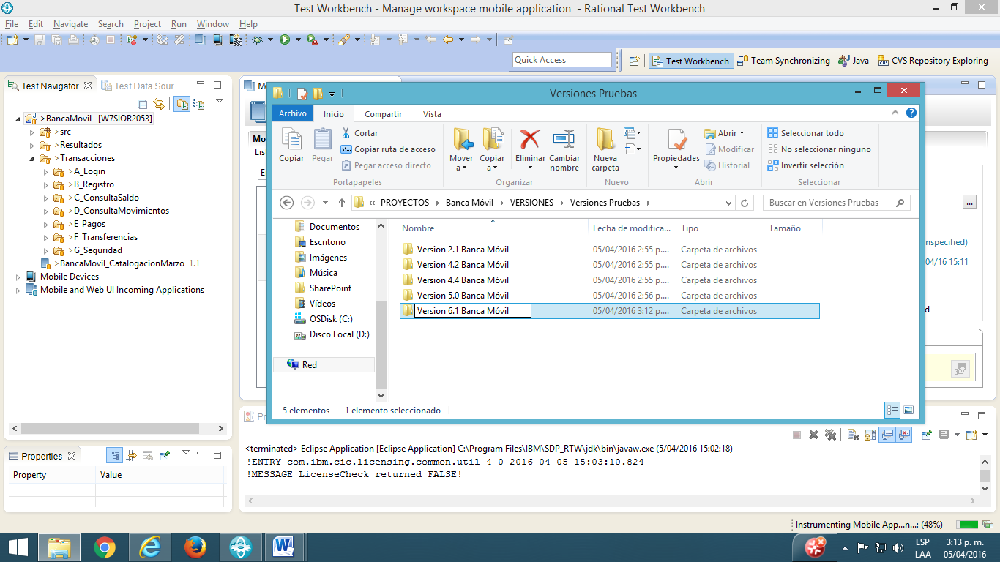 Test Workbench - Manage workspace mobile application - Rational Test Workbench
File Edit Navigate Search Project Run Window Help
Quick Access
Test Workbench
Team Synchronizing
Java
CVS Repository Exploring
Test Navigator
Test Data Sour...
>BancaMovil [W7SIOR2053]
>src
>Resultados
>Transacciones
>A_Login
>B_Registro
>C_ConsultaSaldo
>D_ConsultaMovimientos
>E_Pagos
>F_Transferencias
>G_Seguridad
>BancaMovil_CatalogacionMarzo 1.1
Mobile Devices
Mobile and Web UI Incoming Applications
Properties
Property Value
Versiones Pruebas
Archivo Inicio Compartir Vista
Copiar
Pegar
Cortar
Copiar ruta de acceso
Pegar acceso directo
Portapapeles
Mover a
Copiar a
Eliminar
Cambiar nombre
Organizar
Nueva carpeta
Nuevo
Propiedades
Abrir
Modificar
Historial
Abrir
Seleccionar todo
No seleccionar ninguno
Invertir selección
Seleccionar
« PROYECTOS Banca Móvil VERSIONES Versiones Pruebas
Buscar en Versiones Pruebas
Documentos
Escritorio
Imágenes
Música
SharePoint
Vídeos
OSDisk (C:)
Disco Local (D:)
Red
Nombre Fecha de modifica... Tipo Tamaño
Version 2.1 Banca Móvil 05/04/2016 2:55 p.... Carpeta de archivos
Version 4.2 Banca Móvil 05/04/2016 2:55 p.... Carpeta de archivos
Version 4.4 Banca Móvil 05/04/2016 2:55 p.... Carpeta de archivos
Version 5.0 Banca Móvil 05/04/2016 2:56 p.... Carpeta de archivos
Version 6.1 Banca Móvil 05/04/2016 3:12 p.... Carpeta de archivos
5 elementos 1 elemento seleccionado
...
nspecified)
04/16 15:11
<terminated> Eclipse Application [Eclipse Application] C:\Program Files\IBM\SDP_RTW\jdk\bin\javaw.exe (5/04/2016 15:02:18)
!ENTRY com.ibm.cic.licensing.common.util 4 0 2016-04-05 15:03:10.824
!MESSAGE LicenseCheck returned FALSE!
Instrumenting Mobile App...n...: (48%)
ESP
LAA
3:13 p. m.
05/04/2016